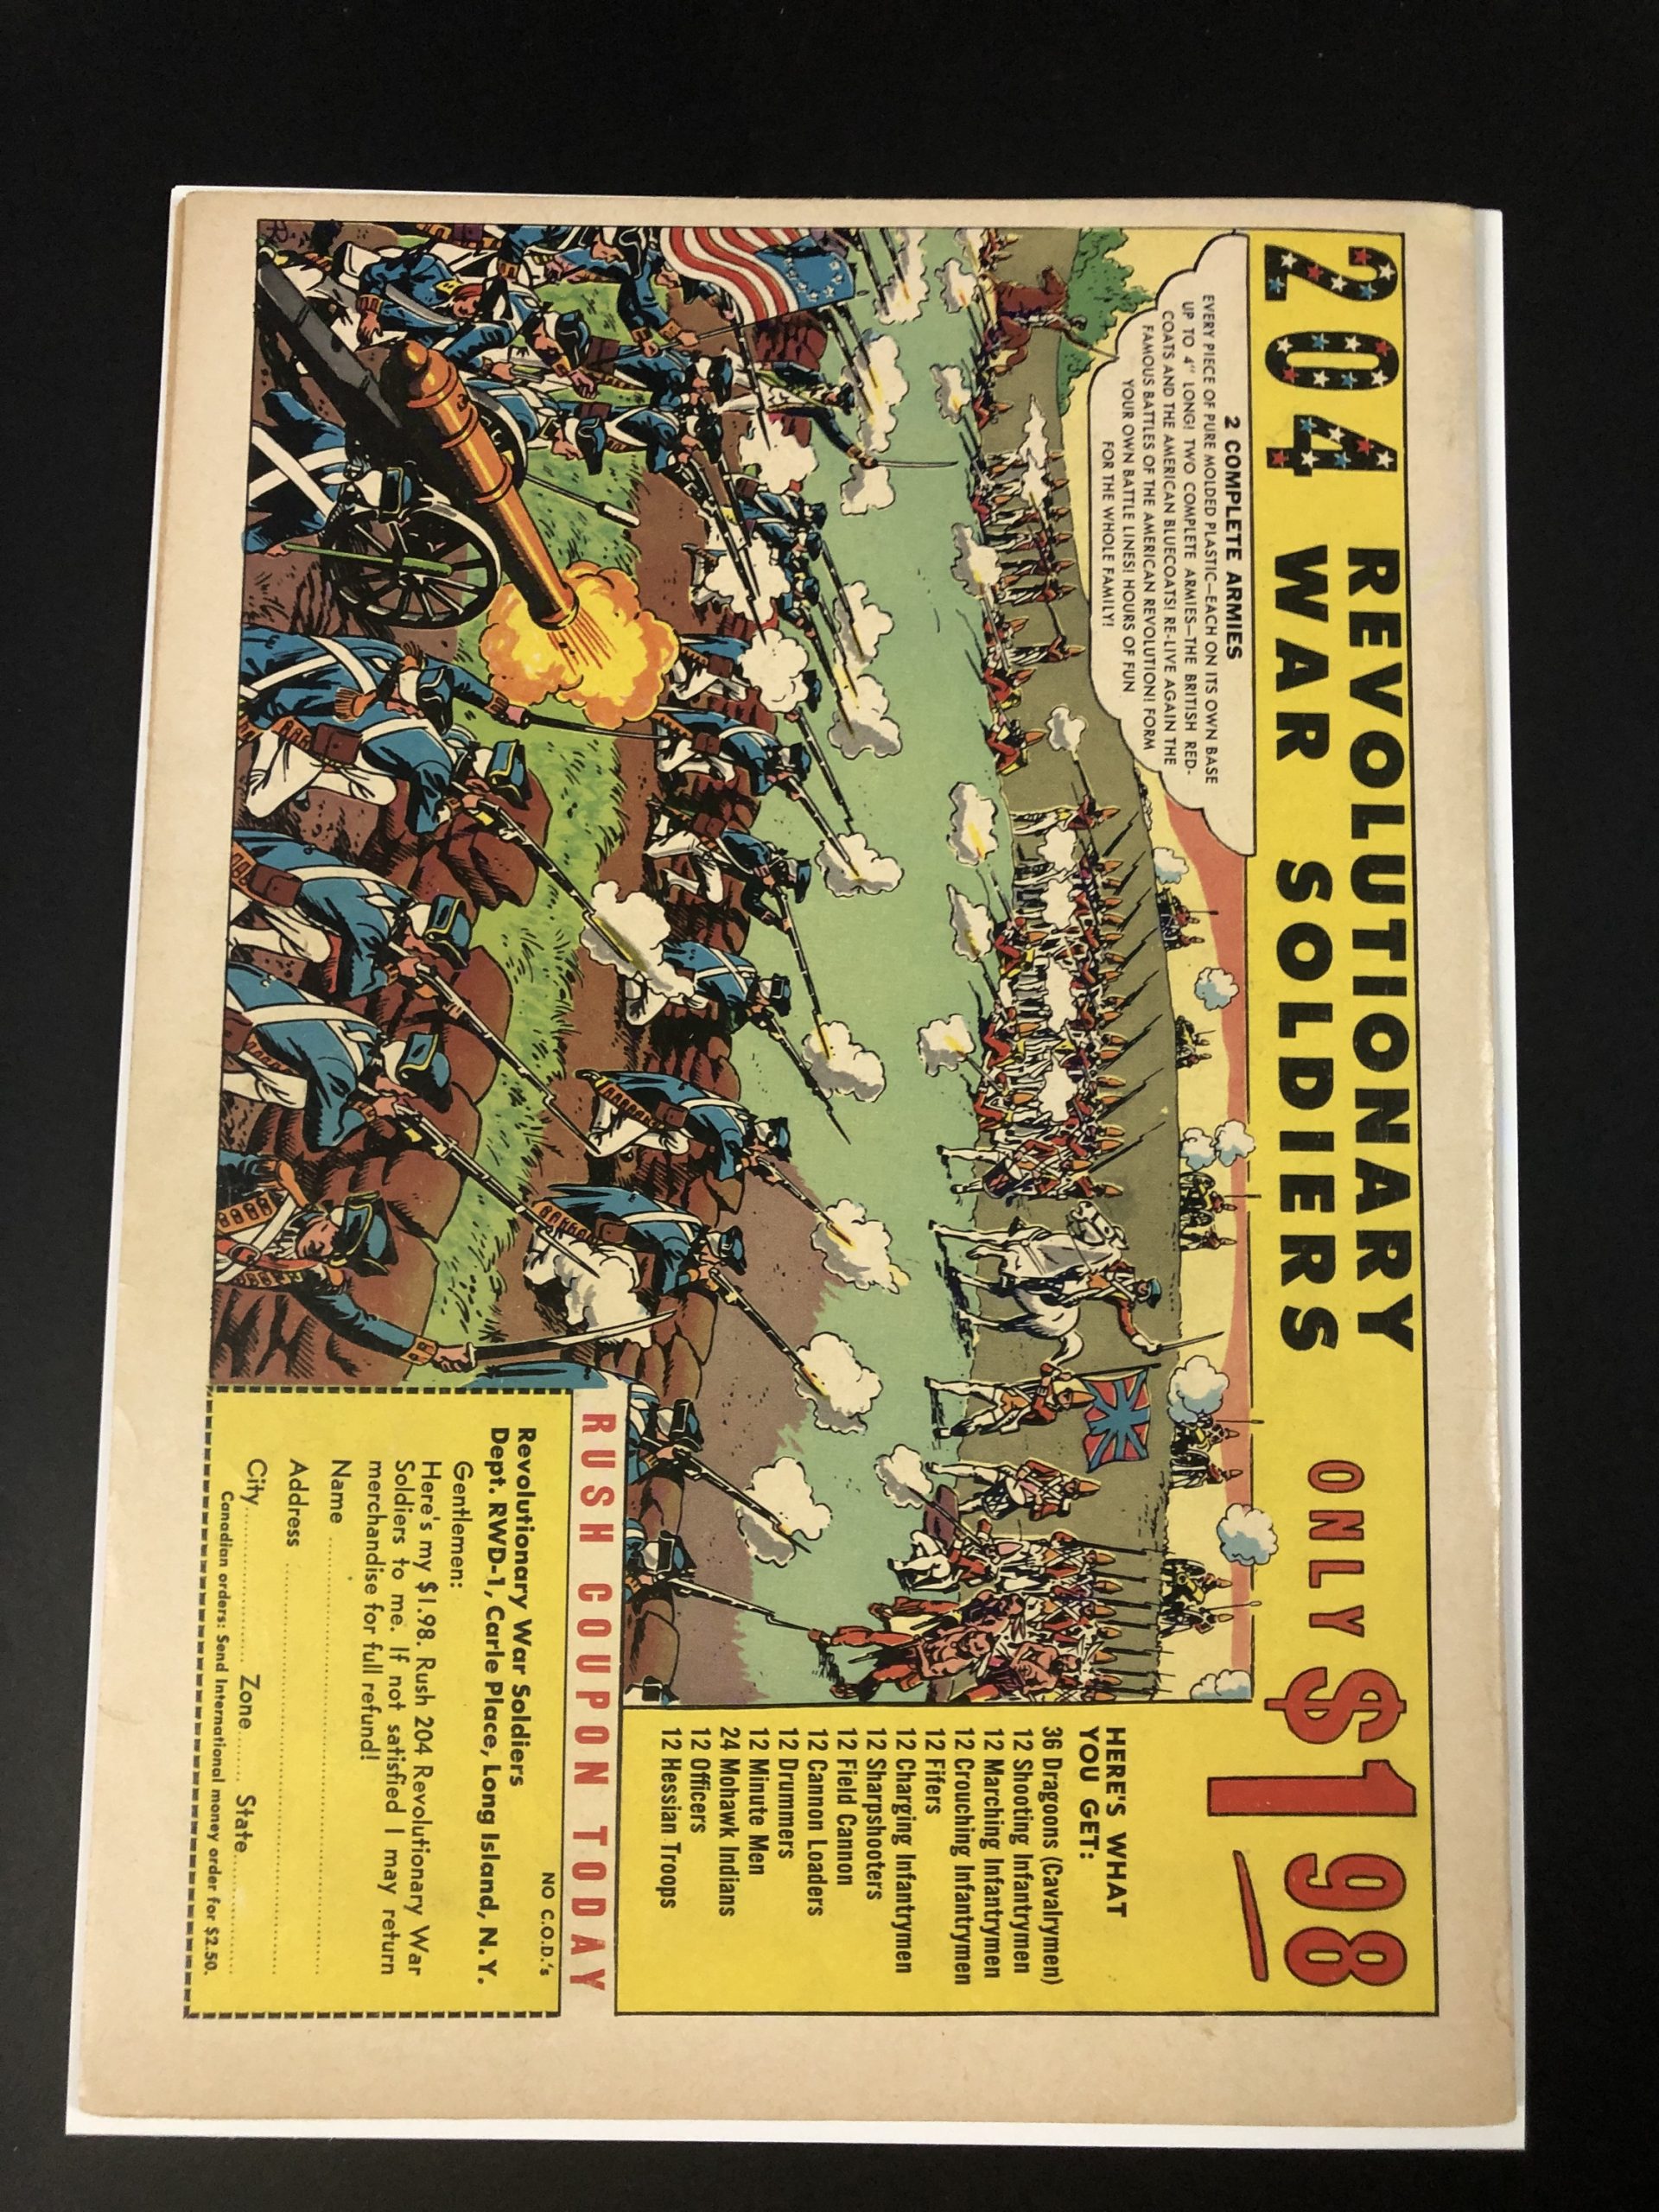 204 REVOLUTIONARY
WAR SOLDIERS
ONLY $1 98
2 COMPLETE ARMIES
EVERY PIECE OF PURE MOLDED PLASTIC—EACH ON ITS OWN BASE
UP TO 4" LONG! TWO COMPLETE ARMIES—THE BRITISH RED-
COATS AND THE AMERICAN BLUECOATS! RE-LIVE AGAIN THE
FAMOUS BATTLES OF THE AMERICAN REVOLUTION! FORM
YOUR OWN BATTLE LINES! HOURS OF FUN
FOR THE WHOLE FAMILY!
HERE'S WHAT
YOU GET:
36 Dragoons (Cavalrymen)
12 Shooting Infantrymen
12 Marching Infantrymen
12 Crouching Infantrymen
12 Fifers
12 Charging Infantrymen
12 Sharpshooters
12 Field Cannon
12 Cannon Loaders
12 Drummers
12 Minute Men
24 Mohawk Indians
12 Officers
12 Hessian Troops
RUSH COUPON TODAY
NO C.O.D.'s
Revolutionary War Soldiers
Dept. RWD-1, Carle Place, Long Island, N. Y.
Gentlemen:
Here's my $1.98. Rush 204 Revolutionary War
Soldiers to me. If not satisfied I may return
merchandise for full refund!
Name
Address
City Zone State
Canadian orders: Send International money order for $2.50.